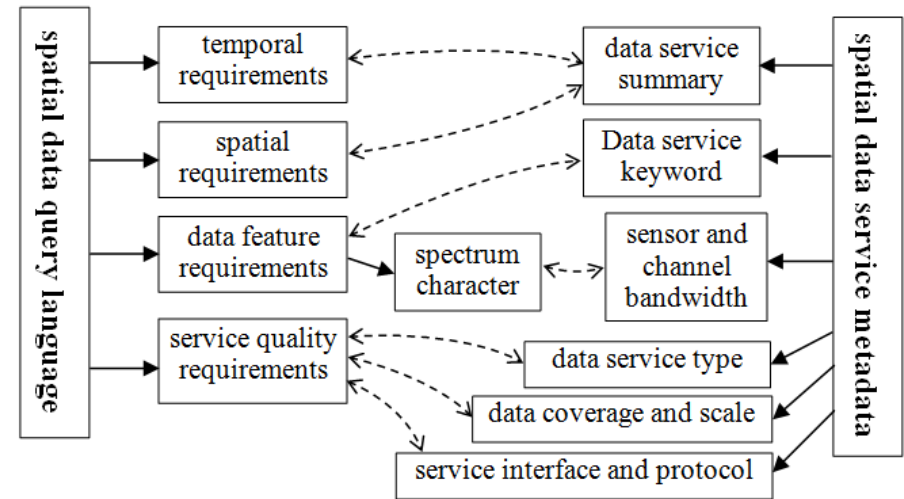 spatial data query language
temporal
requirements
spatial
requirements
data feature
requirements
service quality
requirements
spectrum
character
data service
summary
Data service
keyword
sensor and
channel
bandwidth
data service type
data coverage and scale
service interface and protocol
spatial data service metadata